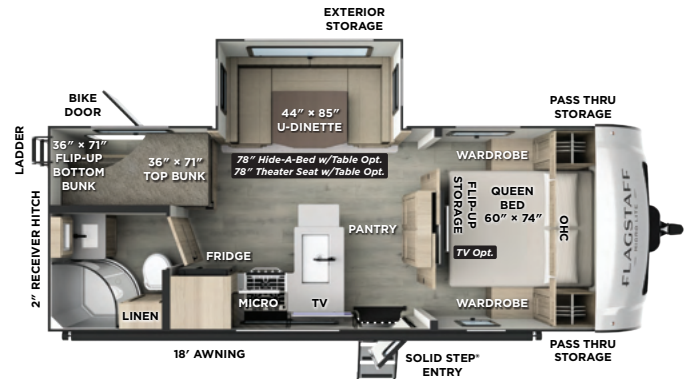 EXTERIOR
STORAGE
BIKE
DOOR
PASS THRU
STORAGE
LADDER
44" × 85"
U-DINETTE
36" × 71"
FLIP-UP
BOTTOM
BUNK
36" × 71"
TOP BUNK
78" Hide-A-Bed w/Table Opt.
78" Theater Seat w/Table Opt.
WARDROBE
FLIP-UP
STORAGE
QUEEN
BED
60" × 74"
OHC
TV Opt.
FLAGSTAFF
MICRO LITE
2" RECEIVER HITCH
PANTRY
FRIDGE
MICRO
TV
LINEN
WARDROBE
18' AWNING
SOLID STEP®
ENTRY
PASS THRU
STORAGE